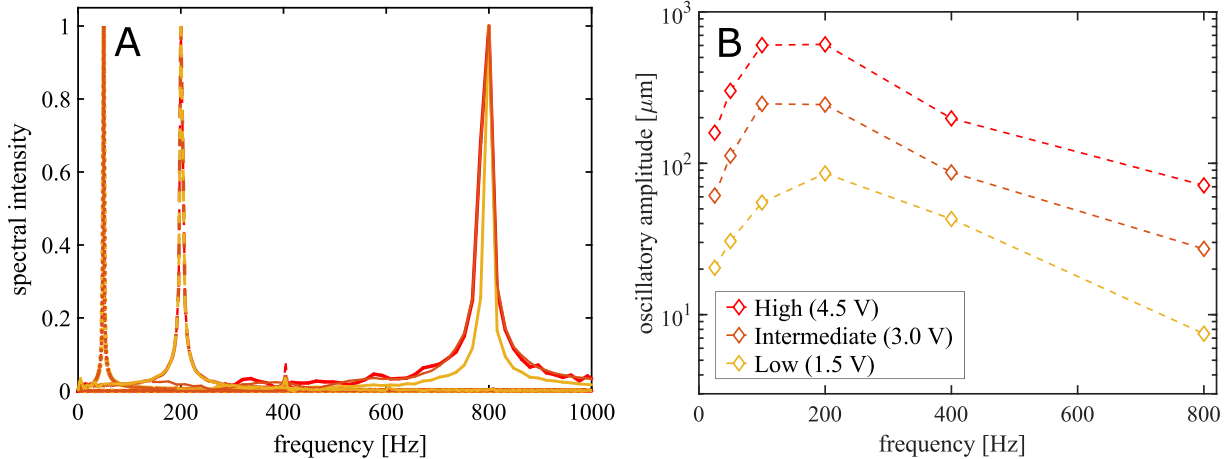 A
spectral intensity
1
0.8
0.6
0.4
0.2
0
0
200
400
600
800
1000
frequency [Hz]
B
oscillatory amplitude [μm]
10³
10²
10¹
High (4.5 V)
Intermediate (3.0 V)
Low (1.5 V)
0
200
400
600
800
frequency [Hz]